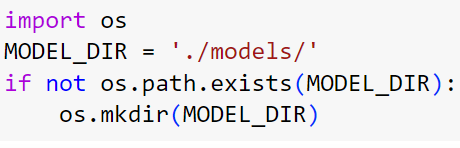 import os
MODEL_DIR = './models/'
if not os.path.exists(MODEL_DIR):
    os.mkdir(MODEL_DIR)